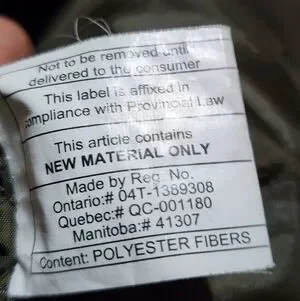 Not to be removed until
delivered to the consumer
This label is affixed in
compliance with Provincial Law
This article contains
NEW MATERIAL ONLY
Made by Reg. No.
Ontario:# 04T-1389308
Quebec:# QC-001180
Manitoba:# 41307
Content: POLYESTER FIBERS